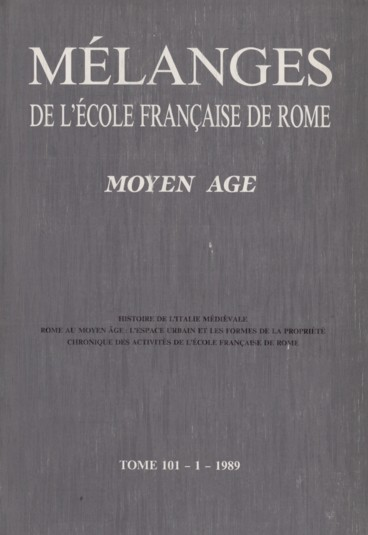 MÉLANGES
DE L'ÉCOLE FRANÇAISE DE ROME
MOYEN AGE
HISTOIRE DE L'ITALIE MÉDIÉVALE
ROME AU MOYEN ÂGE : L'ESPACE URBAIN ET LES FORMES DE LA PROPRIÉTÉ
CHRONIQUE DES ACTIVITÉS DE L'ÉCOLE FRANÇAISE DE ROME
TOME 101 – 1 – 1989